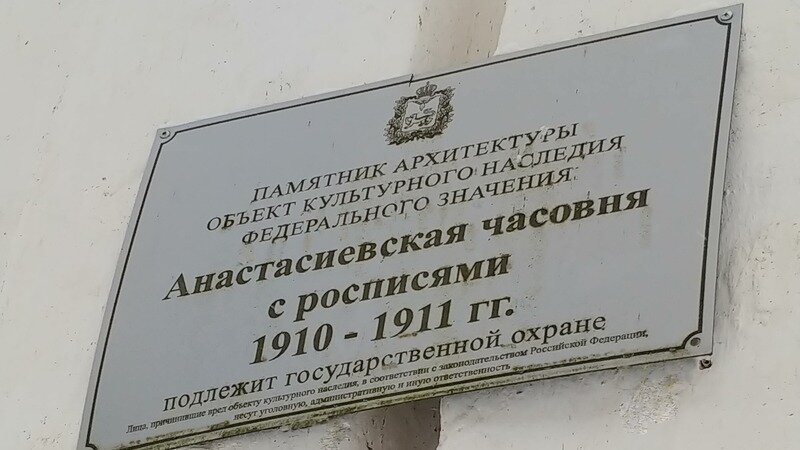 ПАМЯТНИК АРХИТЕКТУРЫ
ОБЪЕКТ КУЛЬТУРНОГО НАСЛЕДИЯ
ФЕДЕРАЛЬНОГО ЗНАЧЕНИЯ
Анастасиевская часовня
с росписями
1910 - 1911 гг.
подлежит государственной охране
Лица, причинившие вред объекту культурного наследия, в соответствии с законодательством Российской Федерации,
несут уголовную, административную и иную ответственность